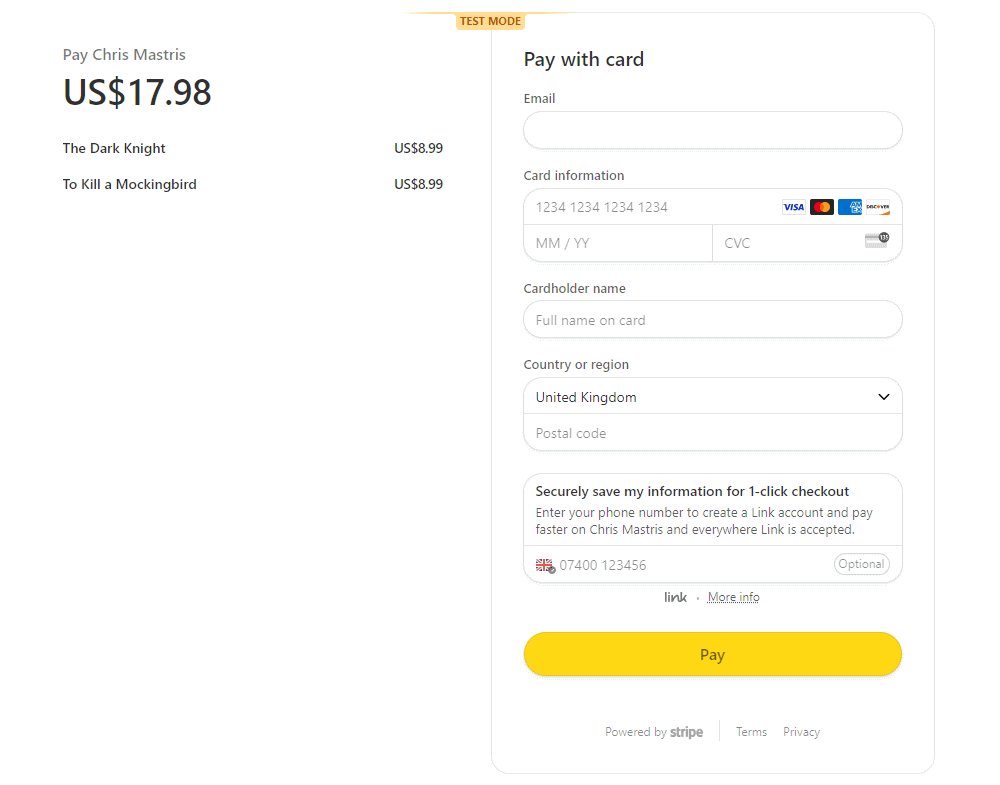 TEST MODE
Pay Chris Mastris
US$17.98
The Dark Knight US$8.99
To Kill a Mockingbird US$8.99
Pay with card
Email
Card information
1234 1234 1234 1234 VISA AMEX DISCOVER
MM / YY CVC 135
Cardholder name
Full name on card
Country or region
United Kingdom
Postal code
Securely save my information for 1-click checkout
Enter your phone number to create a Link account and pay
faster on Chris Mastris and everywhere Link is accepted.
07400 123456 Optional
link · More info
Pay
Powered by stripe Terms Privacy